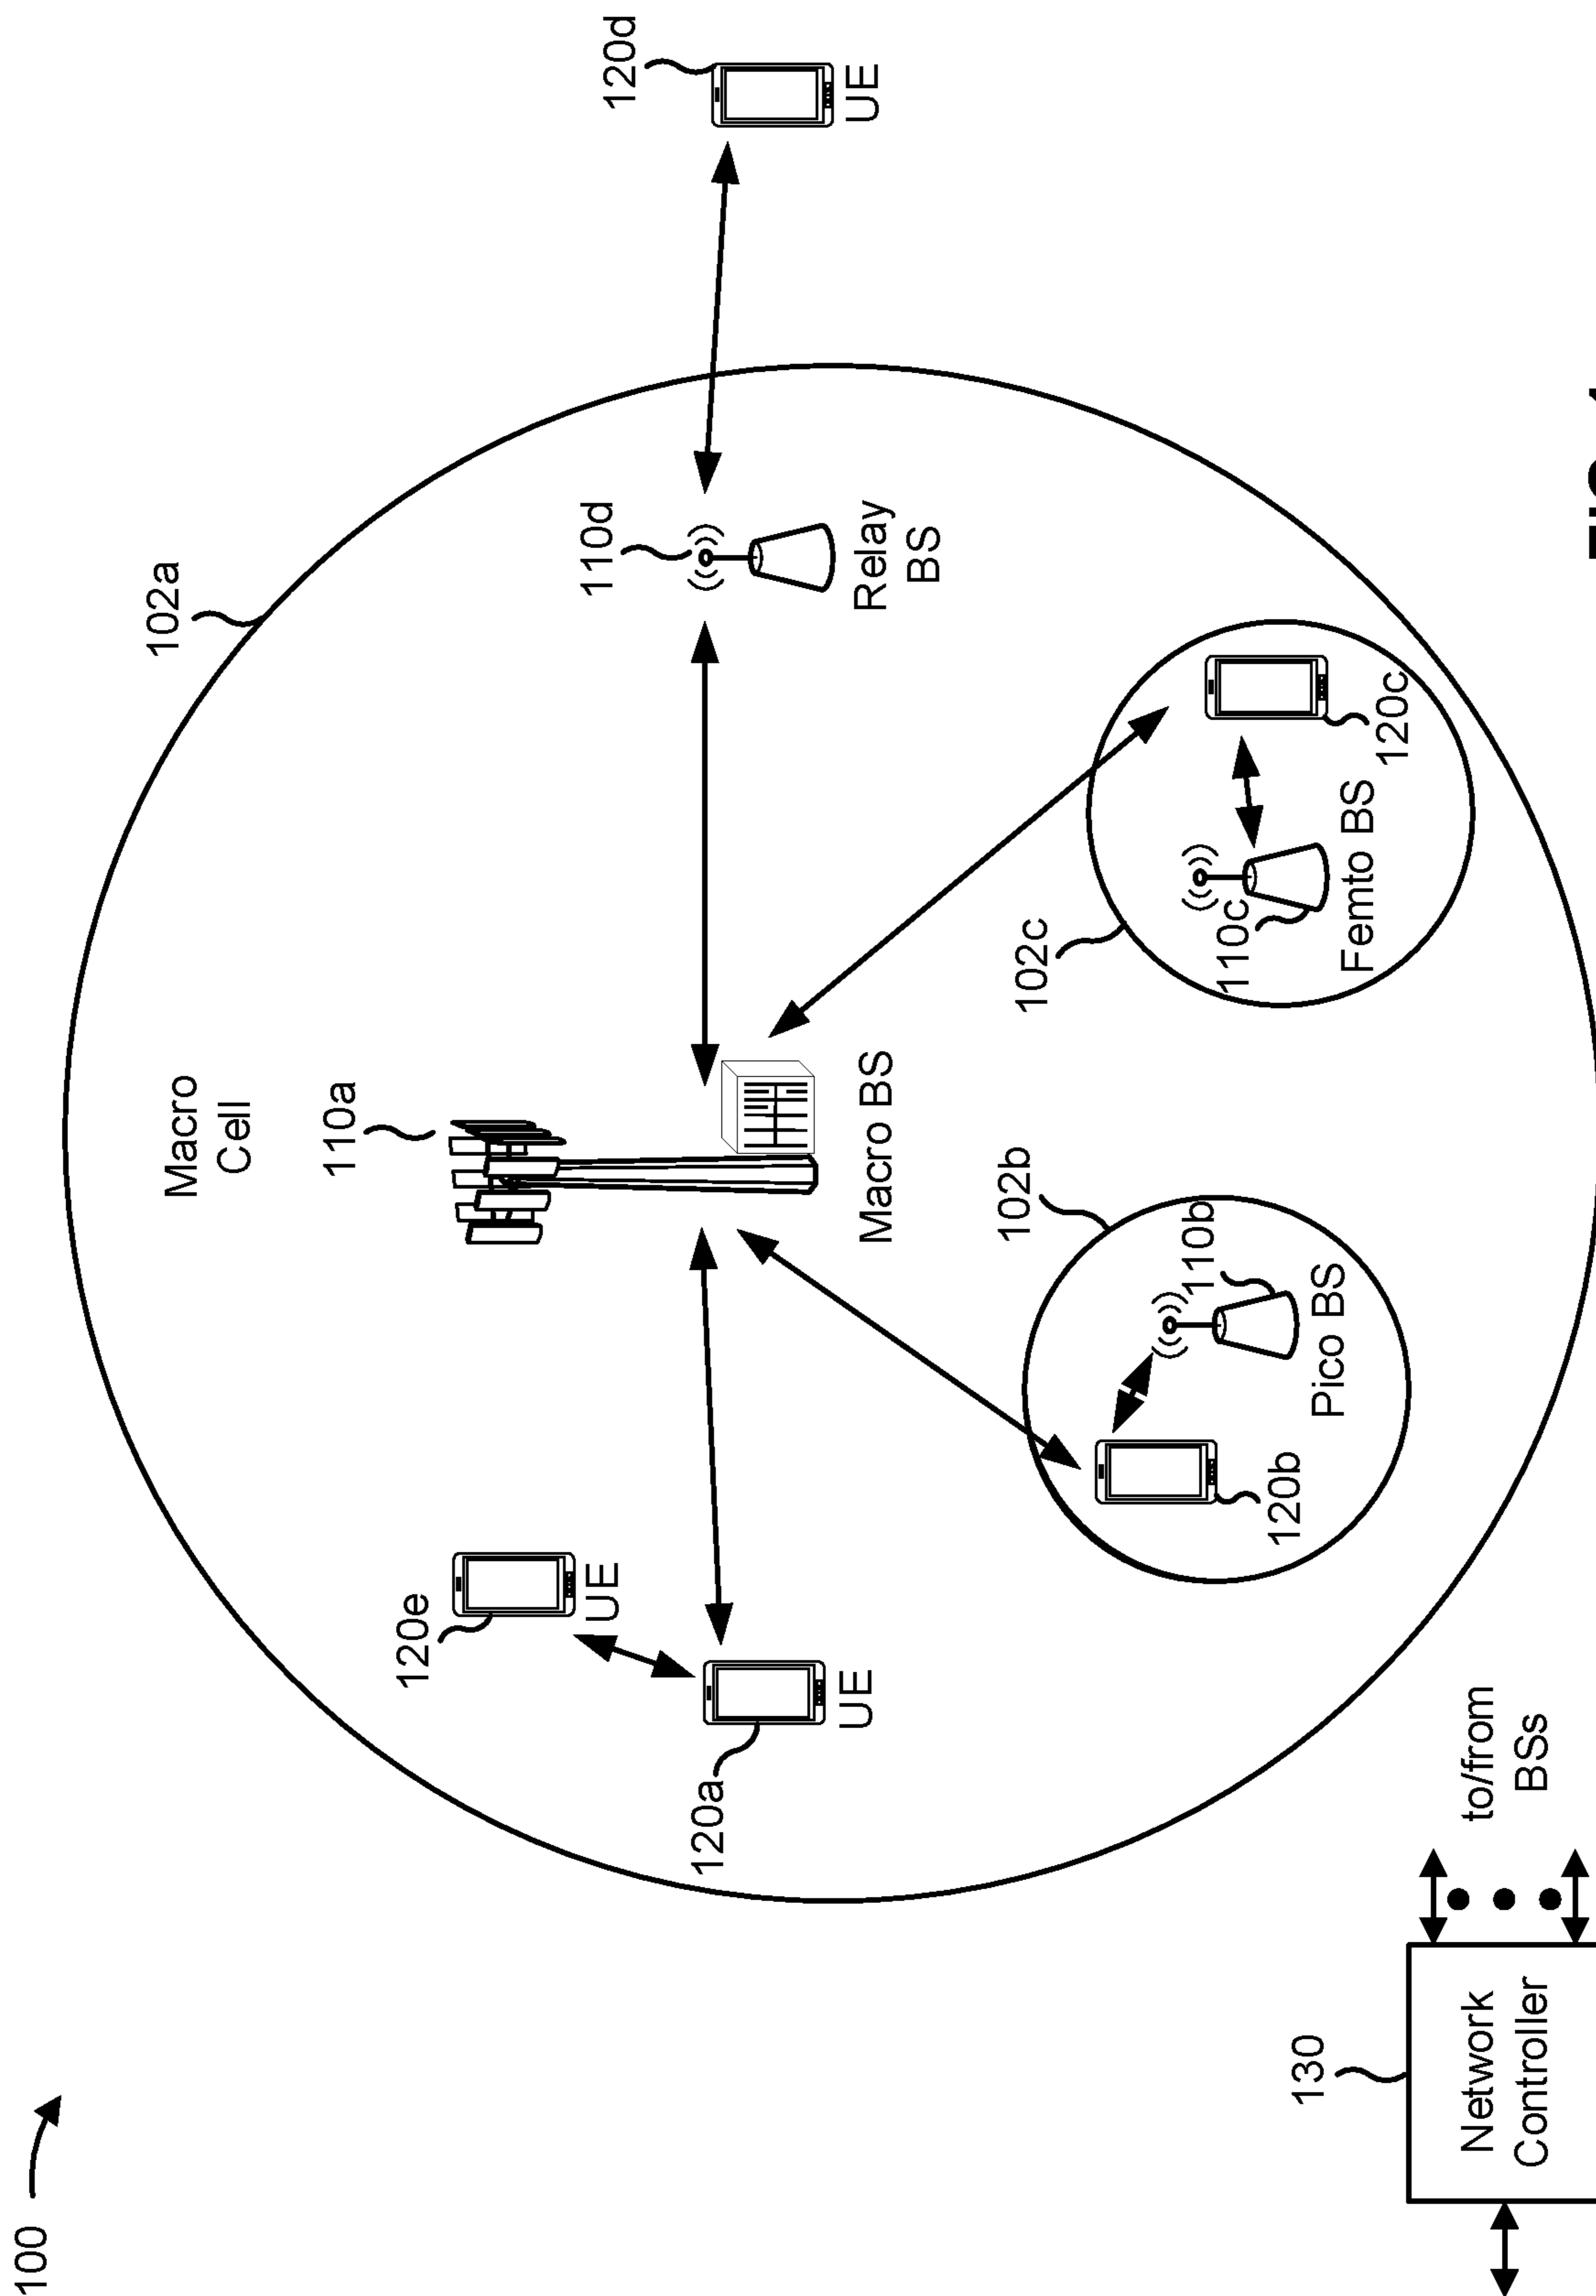 100
102a
Macro
Cell
110a
120d
UE
110d
Relay
BS
120e
UE
120a
UE
Macro BS
102b
110b
Pico BS
120b
102c
110c
Femto BS
120c
130
Network
Controller
to/from
BSs